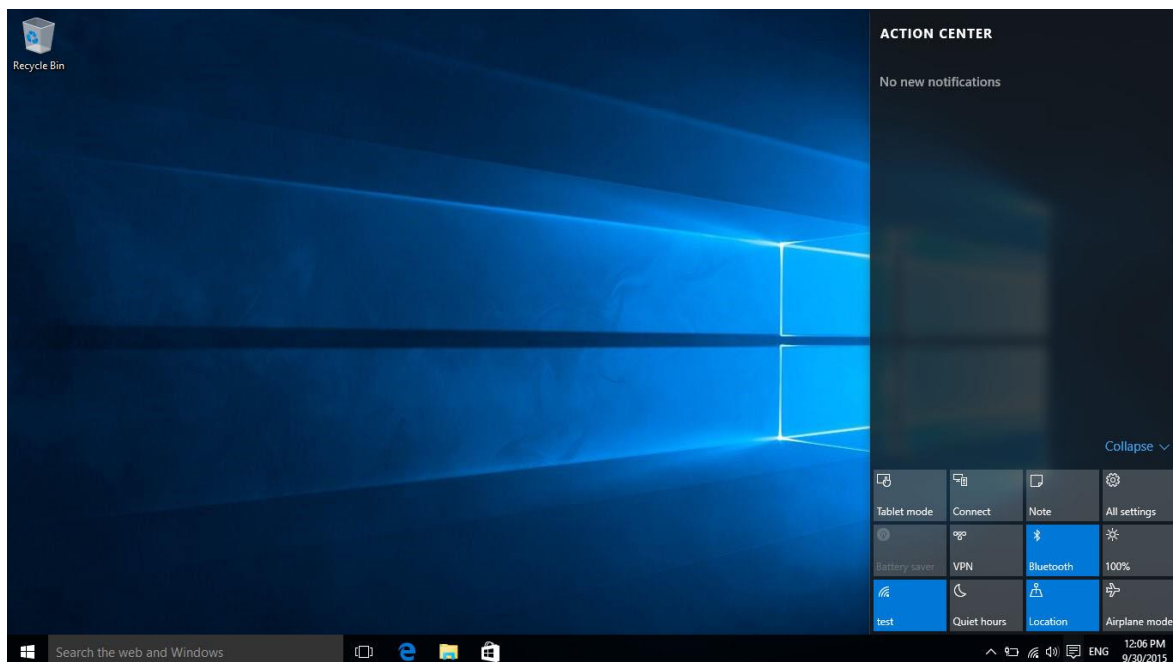 Recycle Bin
ACTION CENTER
No new notifications
Collapse
Tablet mode
Connect
Note
All settings
Battery saver
VPN
Bluetooth
100%
test
Quiet hours
Location
Airplane mode
Search the web and Windows
ENG
12:06 PM
9/30/2015